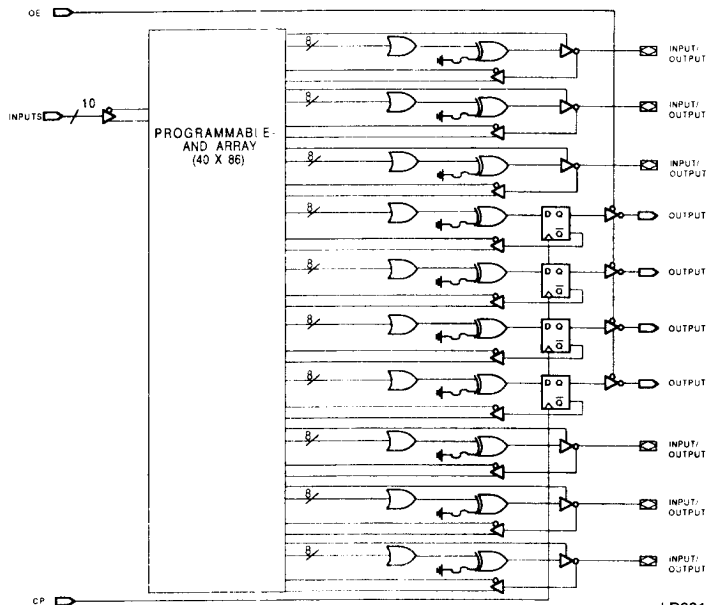 OE
INPUTS
10
PROGRAMMABLE-
AND ARRAY
(40 X 86)
8
INPUT/
OUTPUT
8
INPUT/
OUTPUT
8
INPUT/
OUTPUT
8
D Q
Q
OUTPUT
8
D Q
Q
OUTPUT
8
D Q
Q
OUTPUT
8
D Q
Q
OUTPUT
8
INPUT/
OUTPUT
8
INPUT/
OUTPUT
8
INPUT/
OUTPUT
CP